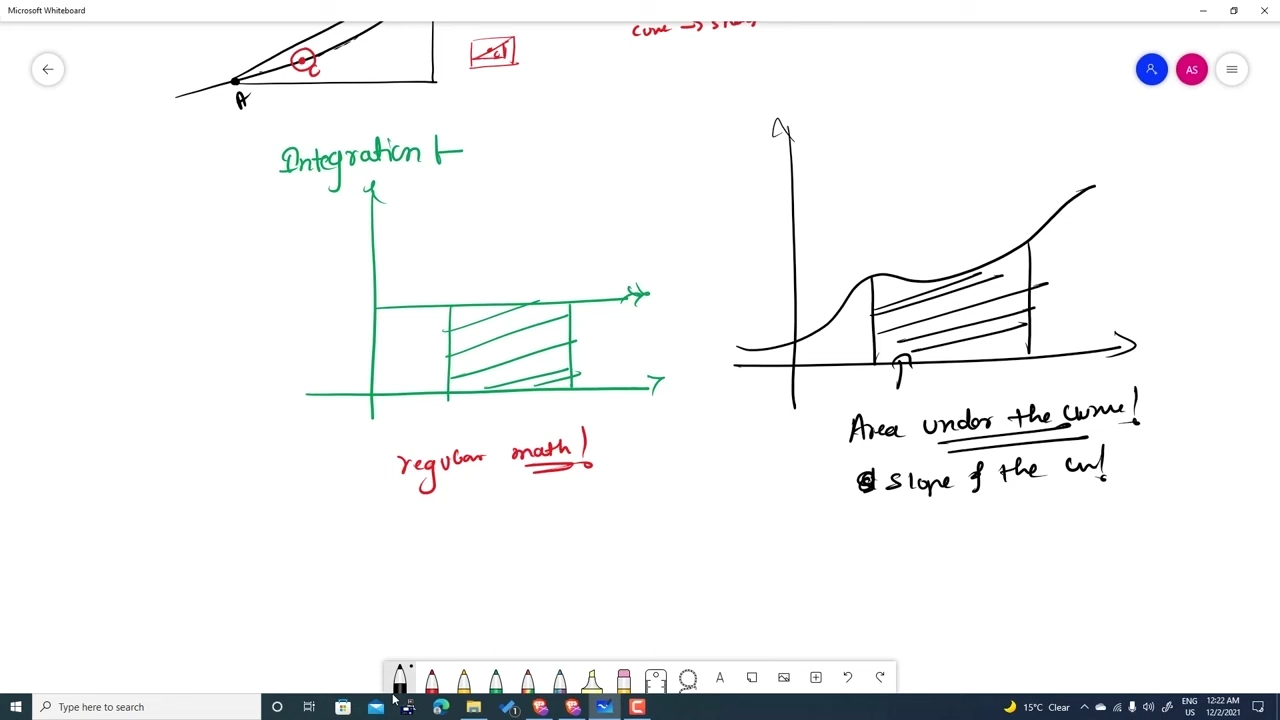 Microsoft Whiteboard
curve →
C
A
AS
Integration
regular math!
Area under the curve!
slope of the
A
Type here to search
15°C Clear
ENG
US
12:22 AM
12/2/2021